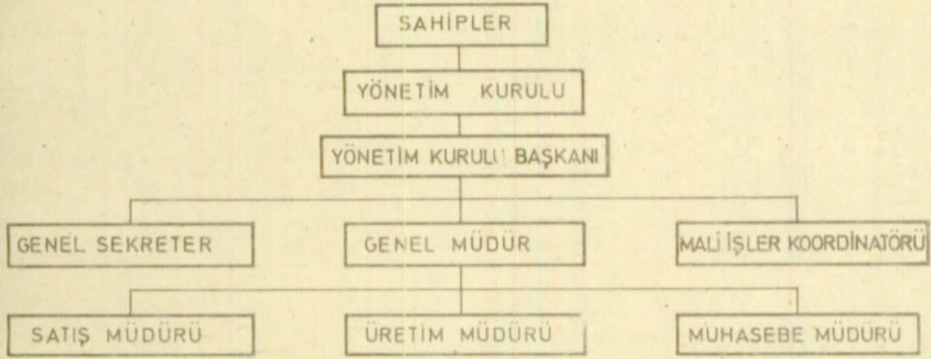 SAHİPLER
YÖNETİM KURULU
YÖNETİM KURULU BAŞKANI
GENEL SEKRETER
GENEL MÜDÜR
MALİ İŞLER KOORDİNATÖRÜ
SATIŞ MÜDÜRÜ
ÜRETİM MÜDÜRÜ
MUHASEBE MÜDÜRÜ